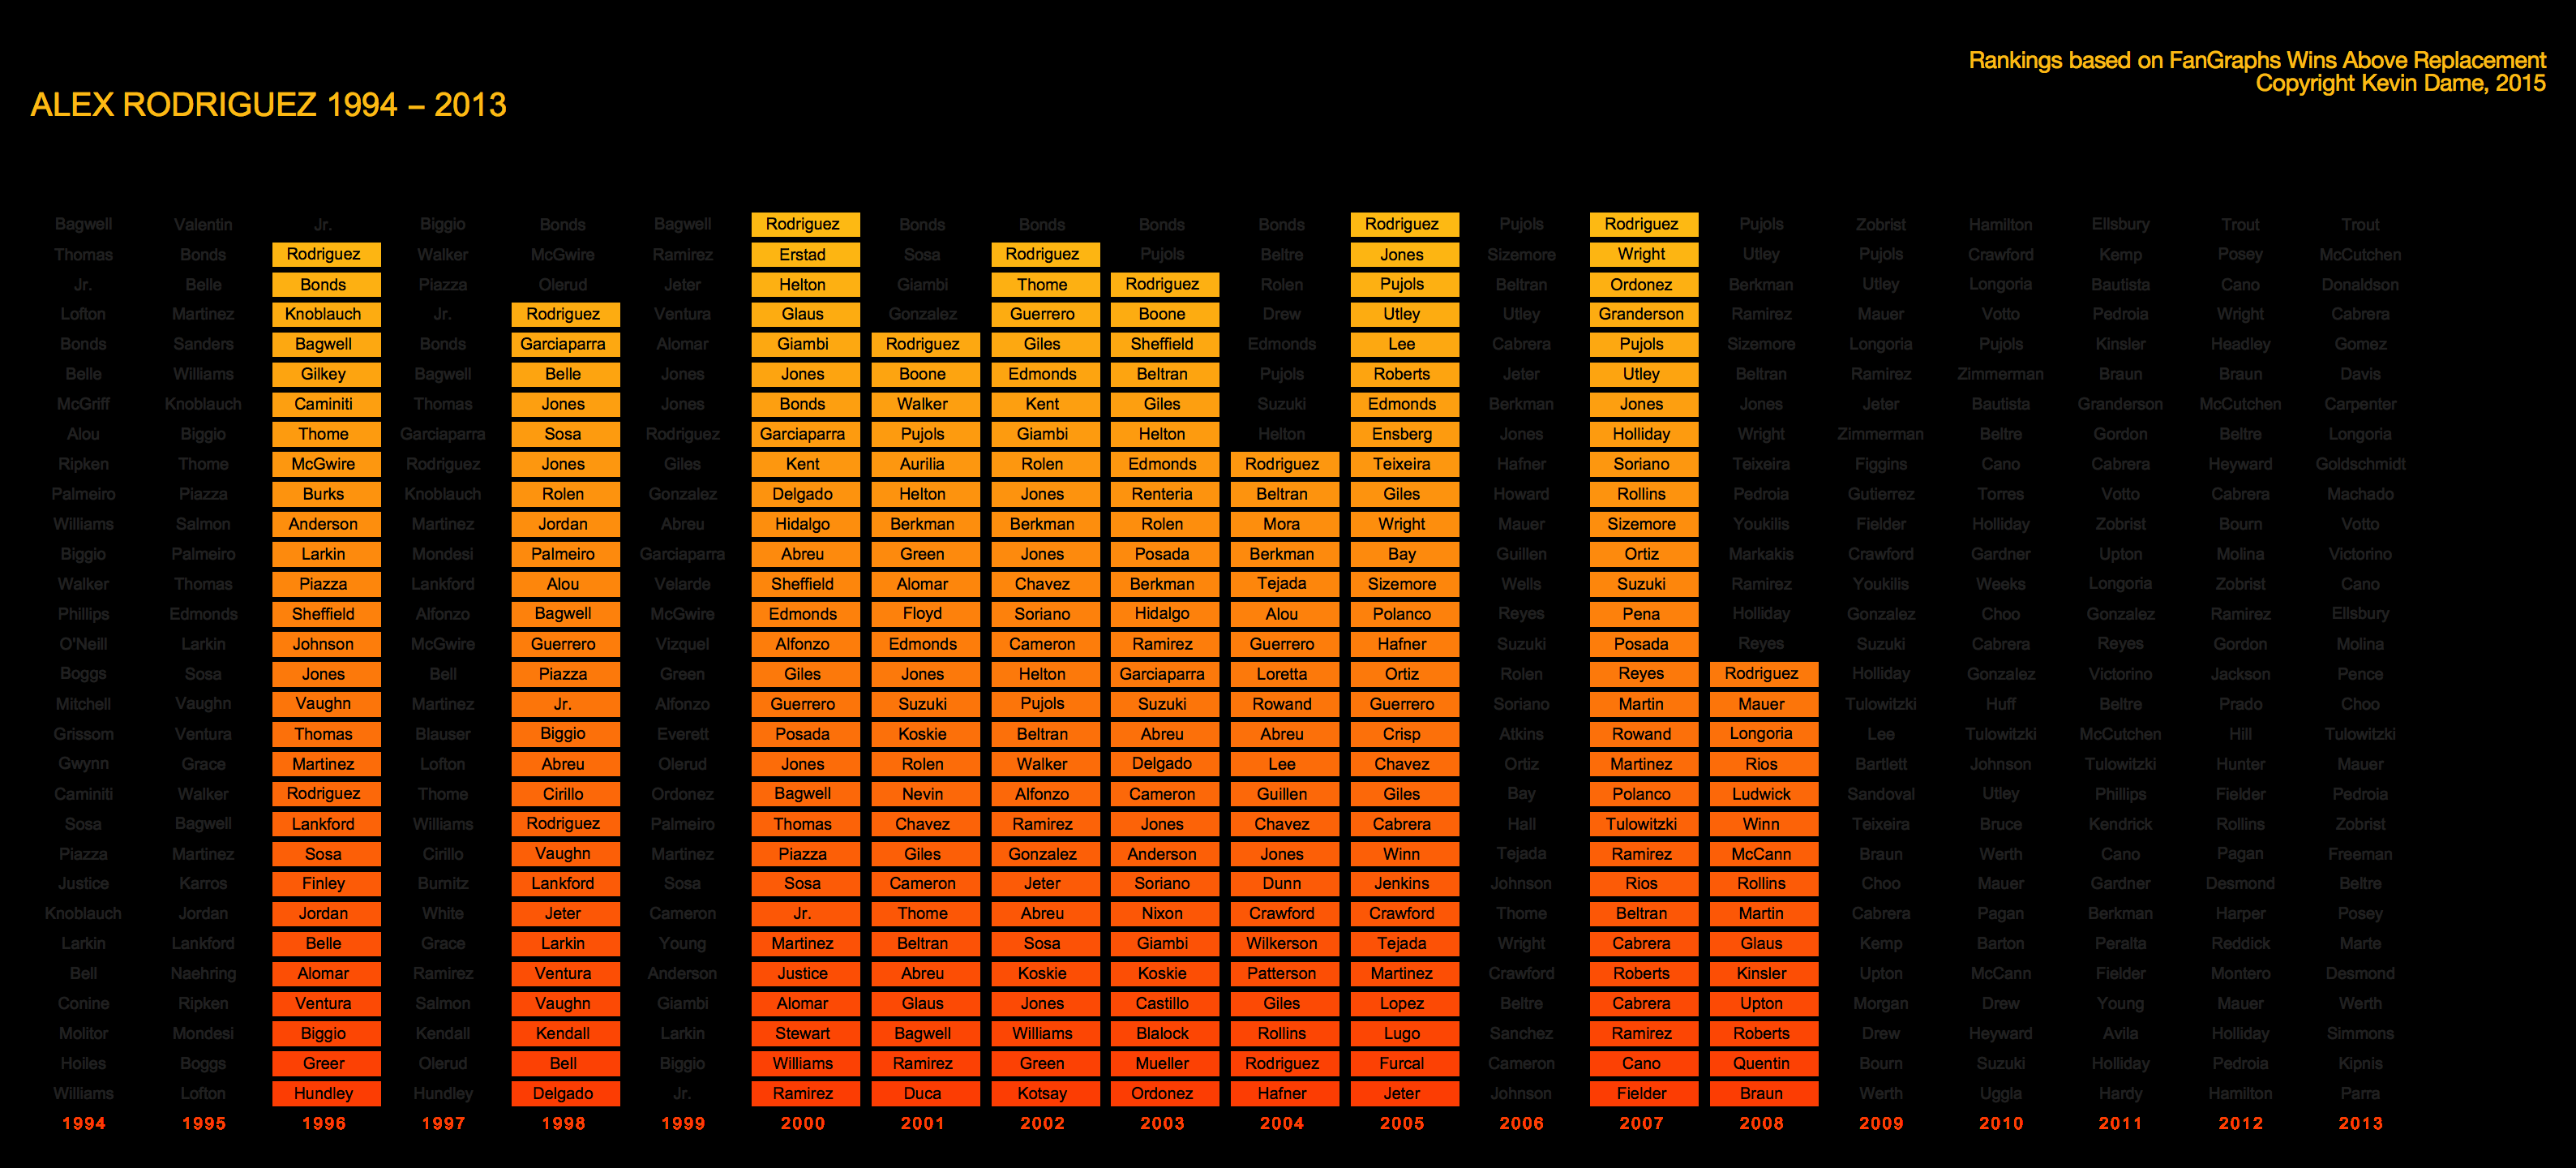 Rankings based on FanGraphs Wins Above Replacement
Copyright Kevin Dame, 2015
ALEX RODRIGUEZ 1994 – 2013
Bagwell Valentin Jr. Biggio Bonds Bagwell Rodriguez Bonds Bonds Bonds Bonds Rodriguez Pujols Rodriguez Pujols Zobrist Hamilton Ellsbury Trout Trout
Thomas Bonds Rodriguez Walker McGwire Ramirez Erstad Sosa Rodriguez Pujols Beltre Jones Sizemore Wright Utley Pujols Crawford Kemp Posey McCutchen
Jr. Belle Bonds Piazza Olerud Jeter Helton Giambi Thome Rodriguez Rolen Pujols Beltran Ordonez Berkman Utley Longoria Bautista Cano Donaldson
Lofton Martinez Knoblauch Jr. Rodriguez Ventura Glaus Gonzalez Guerrero Boone Drew Utley Utley Granderson Ramirez Mauer Votto Pedroia Wright Cabrera
Bonds Sanders Bagwell Bonds Garciaparra Alomar Giambi Rodriguez Giles Sheffield Edmonds Lee Cabrera Pujols Sizemore Longoria Pujols Kinsler Headley Gomez
Belle Williams Gilkey Bagwell Belle Jones Jones Boone Edmonds Beltran Pujols Roberts Jeter Utley Beltran Ramirez Zimmerman Braun Braun Davis
McGriff Knoblauch Caminiti Thomas Jones Jones Bonds Walker Kent Giles Suzuki Edmonds Berkman Jones Jones Jeter Bautista Granderson McCutchen Carpenter
Alou Biggio Thome Garciaparra Sosa Rodriguez Garciaparra Pujols Giambi Helton Helton Ensberg Jones Holliday Wright Zimmerman Beltre Gordon Beltre Longoria
Ripken Thome McGwire Rodriguez Jones Giles Kent Aurilia Rolen Edmonds Rodriguez Teixeira Hafner Soriano Teixeira Figgins Cano Cabrera Heyward Goldschmidt
Palmeiro Piazza Burks Knoblauch Rolen Gonzalez Delgado Helton Jones Renteria Beltran Giles Howard Rollins Pedroia Gutierrez Torres Votto Cabrera Machado
Williams Salmon Anderson Martinez Jordan Abreu Hidalgo Berkman Berkman Rolen Mora Wright Mauer Sizemore Youkilis Fielder Holliday Zobrist Bourn Votto
Biggio Palmeiro Larkin Mondesi Palmeiro Garciaparra Abreu Green Jones Posada Berkman Bay Guillen Ortiz Markakis Crawford Gardner Upton Molina Victorino
Walker Thomas Piazza Lankford Alou Velarde Sheffield Alomar Chavez Berkman Tejada Sizemore Wells Suzuki Ramirez Youkilis Weeks Longoria Zobrist Cano
Phillips Edmonds Sheffield Alfonzo Bagwell McGwire Edmonds Floyd Soriano Hidalgo Alou Polanco Reyes Pena Holliday Gonzalez Choo Gonzalez Ramirez Ellsbury
O'Neill Larkin Johnson McGwire Guerrero Vizquel Alfonzo Edmonds Cameron Ramirez Guerrero Hafner Suzuki Posada Reyes Suzuki Cabrera Reyes Gordon Molina
Boggs Sosa Jones Bell Piazza Green Giles Jones Helton Garciaparra Loretta Ortiz Rolen Reyes Rodriguez Holliday Gonzalez Victorino Jackson Pence
Mitchell Vaughn Vaughn Martinez Jr. Alfonzo Guerrero Suzuki Pujols Suzuki Rowand Guerrero Soriano Martin Mauer Tulowitzki Huff Beltre Prado Choo
Grissom Ventura Thomas Blauser Biggio Everett Posada Koskie Beltran Abreu Abreu Crisp Atkins Rowand Longoria Lee Tulowitzki McCutchen Hill Tulowitzki
Gwynn Grace Martinez Lofton Abreu Olerud Jones Rolen Walker Delgado Lee Chavez Ortiz Martinez Rios Bartlett Johnson Tulowitzki Hunter Mauer
Caminiti Walker Rodriguez Thome Cirillo Ordonez Bagwell Nevin Alfonzo Cameron Guillen Giles Bay Polanco Ludwick Sandoval Utley Phillips Fielder Pedroia
Sosa Bagwell Lankford Williams Rodriguez Palmeiro Thomas Chavez Ramirez Jones Chavez Cabrera Hall Tulowitzki Winn Teixeira Bruce Kendrick Rollins Zobrist
Piazza Martinez Sosa Cirillo Vaughn Martinez Piazza Giles Gonzalez Anderson Jones Winn Tejada Ramirez McCann Braun Werth Cano Pagan Freeman
Justice Karros Finley Burnitz Lankford Sosa Sosa Cameron Jeter Soriano Dunn Jenkins Johnson Rios Rollins Choo Mauer Gardner Desmond Beltre
Knoblauch Jordan Jordan White Jeter Cameron Jr. Thome Abreu Nixon Crawford Crawford Thome Beltran Martin Cabrera Pagan Berkman Harper Posey
Larkin Lankford Belle Grace Larkin Young Martinez Beltran Sosa Giambi Wilkerson Tejada Wright Cabrera Glaus Kemp Barton Peralta Reddick Marte
Bell Naehring Alomar Ramirez Ventura Anderson Justice Abreu Koskie Koskie Patterson Martinez Crawford Roberts Kinsler Upton McCann Fielder Montero Desmond
Conine Ripken Ventura Salmon Vaughn Giambi Alomar Glaus Jones Castillo Giles Lopez Beltre Cabrera Upton Morgan Drew Young Mauer Werth
Molitor Mondesi Biggio Kendall Kendall Larkin Stewart Bagwell Williams Blalock Rollins Lugo Sanchez Ramirez Roberts Drew Heyward Avila Holliday Simmons
Hoiles Boggs Greer Olerud Bell Biggio Williams Ramirez Green Mueller Rodriguez Furcal Cameron Cano Quentin Bourn Suzuki Holliday Pedroia Kipnis
Williams Lofton Hundley Hundley Delgado Jr. Ramirez Duca Kotsay Ordonez Hafner Jeter Johnson Fielder Braun Werth Uggla Hardy Hamilton Parra
1994 1995 1996 1997 1998 1999 2000 2001 2002 2003 2004 2005 2006 2007 2008 2009 2010 2011 2012 2013